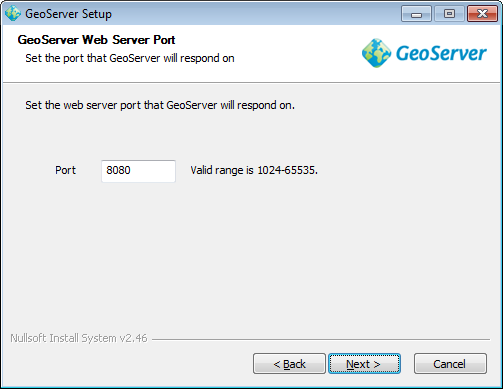 GeoServer Setup
GeoServer Web Server Port
Set the port that GeoServer will respond on
GeoServer
Set the web server port that GeoServer will respond on.
Port 8080 Valid range is 1024-65535.
Nullsoft Install System v2.46
< Back Next > Cancel